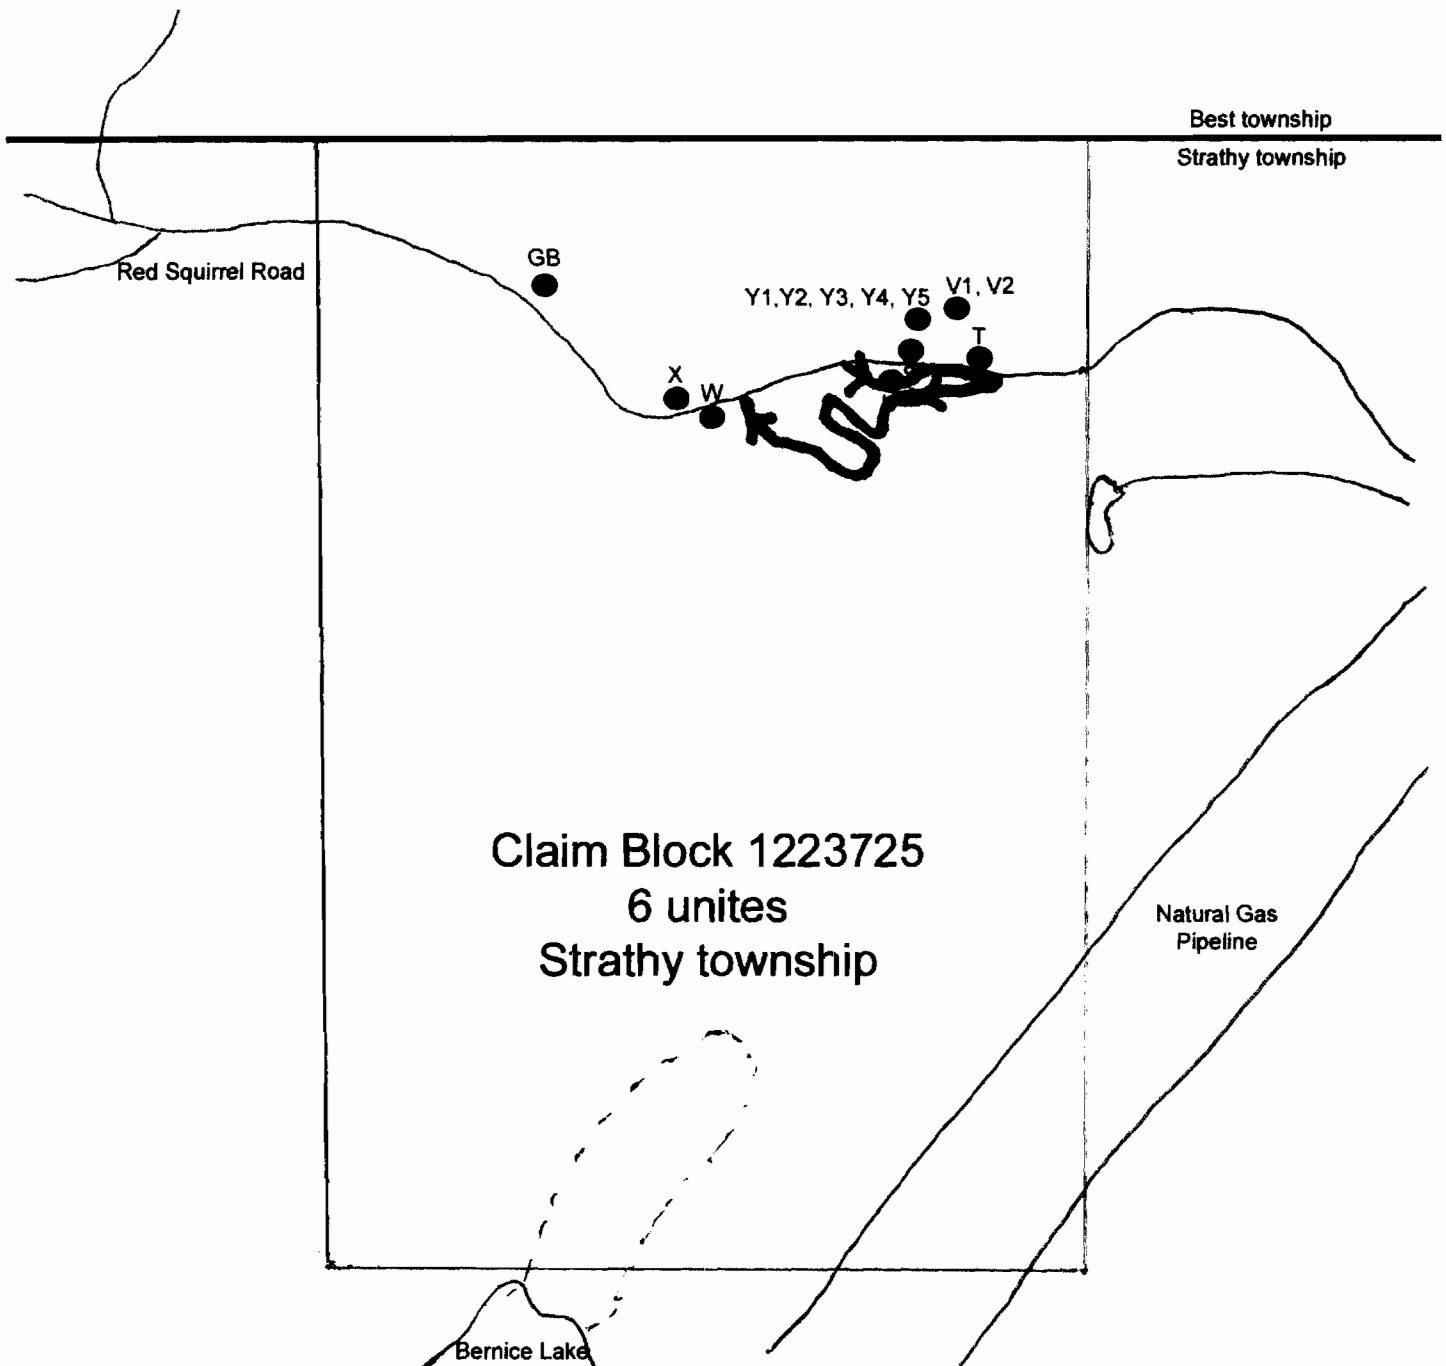 Best township
Strathy township
Red Squirrel Road
GB
Y1,Y2, Y3, Y4, Y5
V1, V2
T
X
W
Claim Block 1223725
6 unites
Strathy township
Natural Gas
Pipeline
Bernice Lake